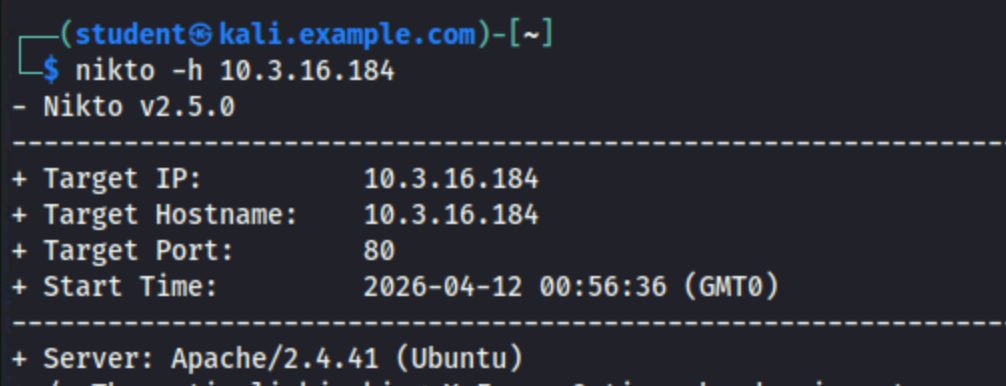 ┌──(student㉿kali.example.com)-[~]
└─$ nikto -h 10.3.16.184
- Nikto v2.5.0
---------------------------------------------------------------------------
+ Target IP:          10.3.16.184
+ Target Hostname:    10.3.16.184
+ Target Port:        80
+ Start Time:         2026-04-12 00:56:36 (GMT0)
---------------------------------------------------------------------------
+ Server: Apache/2.4.41 (Ubuntu)